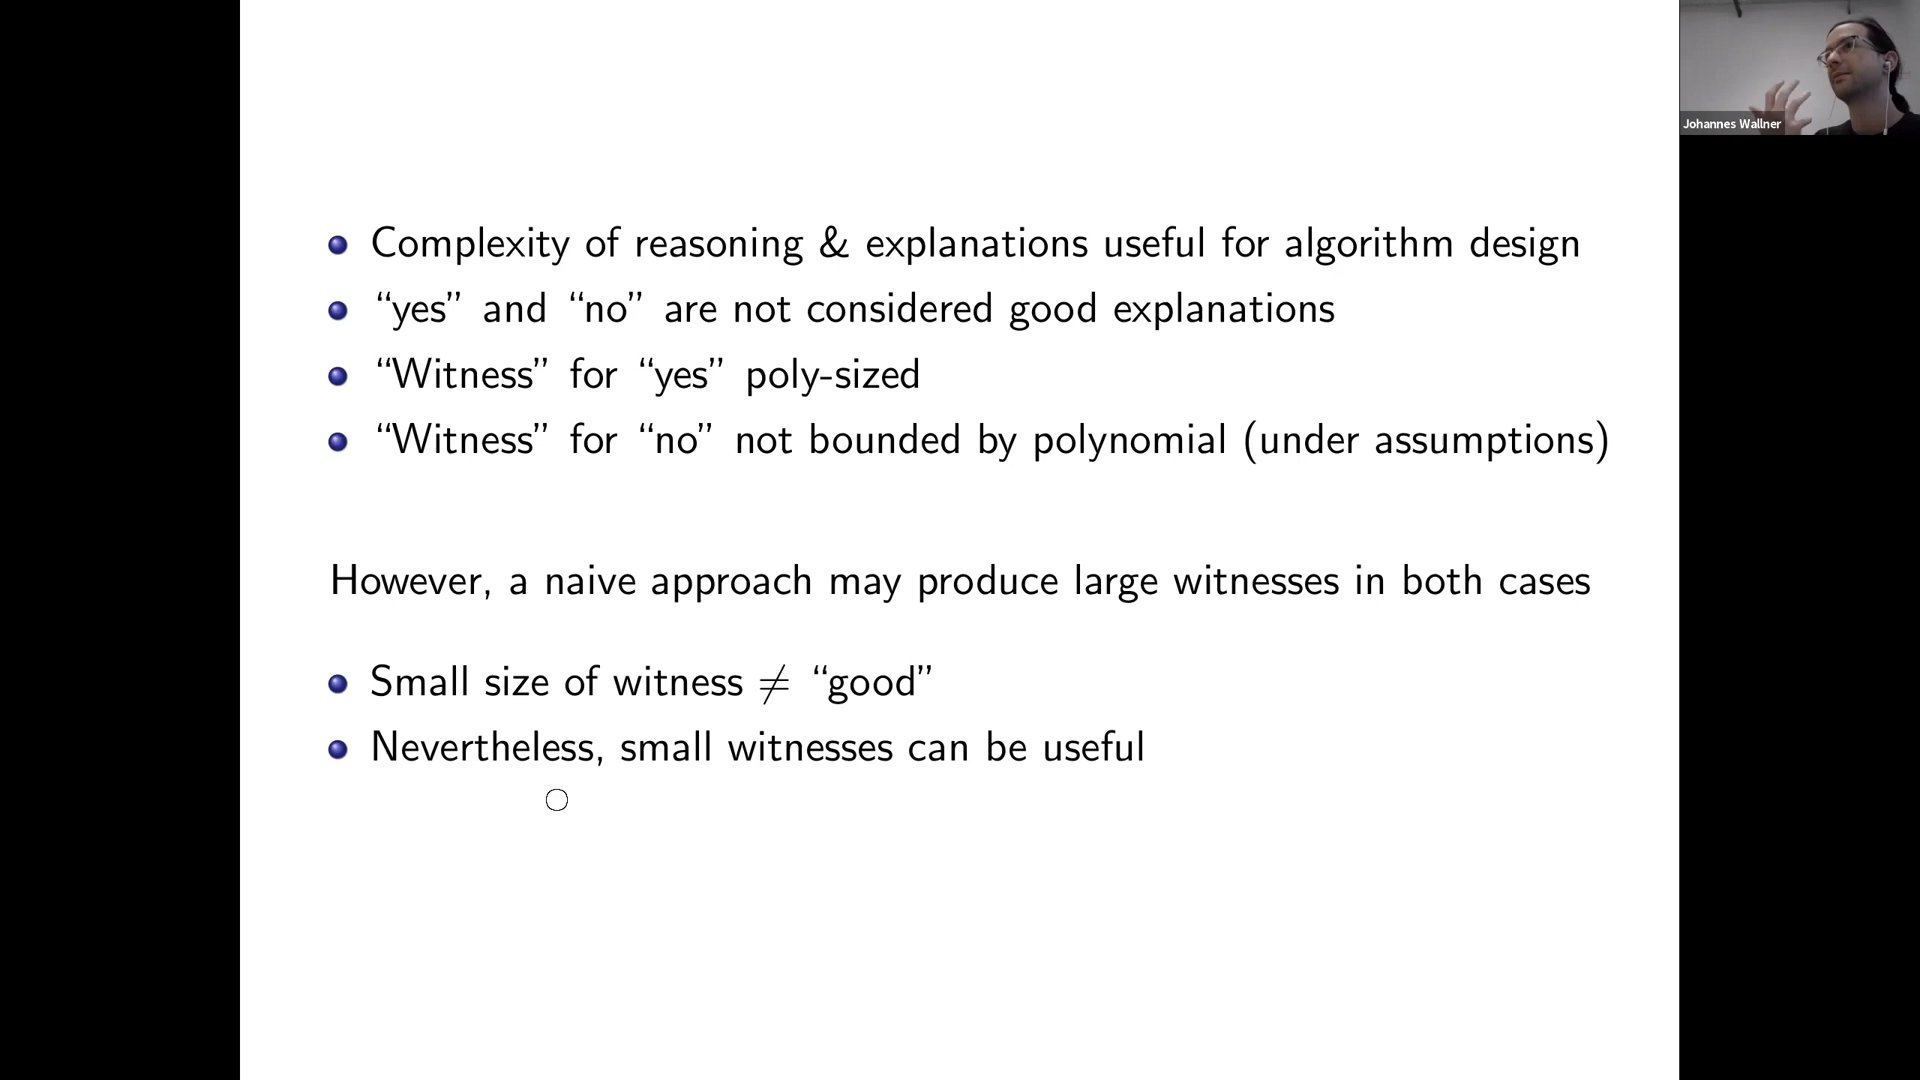 Johannes Wallner
Complexity of reasoning & explanations useful for algorithm design
“yes” and “no” are not considered good explanations
“Witness” for “yes” poly-sized
“Witness” for “no” not bounded by polynomial (under assumptions)
However, a naive approach may produce large witnesses in both cases
Small size of witness ≠ “good”
Nevertheless, small witnesses can be useful